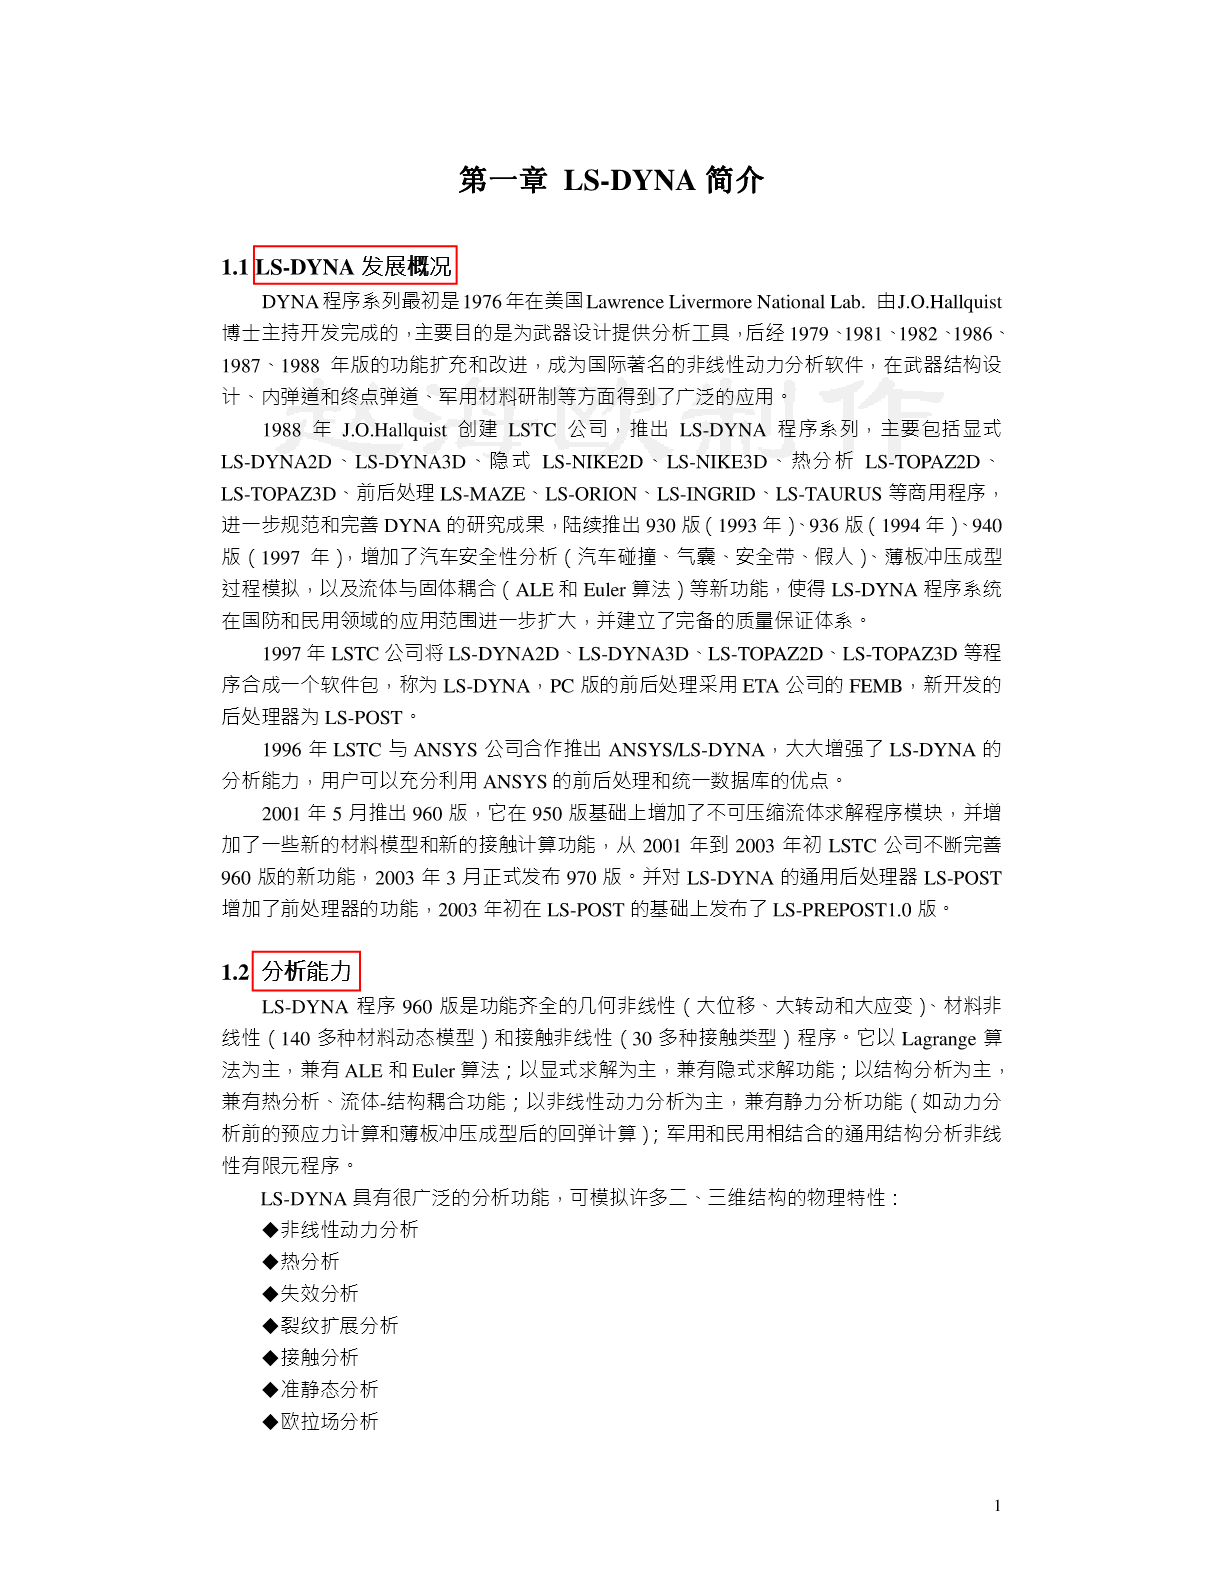 第一章 LS-DYNA 简介
1.1 LS-DYNA 发展概况
DYNA 程序系列最初是 1976 年在美国 Lawrence Livermore National Lab. 由 J.O.Hallquist
博士主持开发完成的，主要目的是为武器设计提供分析工具，后经 1979、1981、1982、1986、
1987、1988 年版的功能扩充和改进，成为国际著名的非线性动力分析软件，在武器结构设
计、内弹道和终点弹道、军用材料研制等方面得到了广泛的应用。
赵海欧制作
1988 年 J.O.Hallquist 创建 LSTC 公司，推出 LS-DYNA 程序系列，主要包括显式
LS-DYNA2D、LS-DYNA3D、隐式 LS-NIKE2D、LS-NIKE3D、热分析 LS-TOPAZ2D、
LS-TOPAZ3D、前后处理 LS-MAZE、LS-ORION、LS-INGRID、LS-TAURUS 等商用程序，
进一步规范和完善 DYNA 的研究成果，陆续推出 930 版（1993 年）、936 版（1994 年）、940
版（1997 年），增加了汽车安全性分析（汽车碰撞、气囊、安全带、假人）、薄板冲压成型
过程模拟，以及流体与固体耦合（ALE 和 Euler 算法）等新功能，使得 LS-DYNA 程序系统
在国防和民用领域的应用范围进一步扩大，并建立了完备的质量保证体系。
1997 年 LSTC 公司将 LS-DYNA2D、LS-DYNA3D、LS-TOPAZ2D、LS-TOPAZ3D 等程
序合成一个软件包，称为 LS-DYNA，PC 版的前后处理采用 ETA 公司的 FEMB，新开发的
后处理器为 LS-POST。
1996 年 LSTC 与 ANSYS 公司合作推出 ANSYS/LS-DYNA，大大增强了 LS-DYNA 的
分析能力，用户可以充分利用 ANSYS 的前后处理和统一数据库的优点。
2001 年 5 月推出 960 版，它在 950 版基础上增加了不可压缩流体求解程序模块，并增
加了一些新的材料模型和新的接触计算功能，从 2001 年到 2003 年初 LSTC 公司不断完善
960 版的新功能，2003 年 3 月正式发布 970 版。并对 LS-DYNA 的通用后处理器 LS-POST
增加了前处理器的功能，2003 年初在 LS-POST 的基础上发布了 LS-PREPOST1.0 版。
1.2 分析能力
LS-DYNA 程序 960 版是功能齐全的几何非线性（大位移、大转动和大应变）、材料非
线性（140 多种材料动态模型）和接触非线性（30 多种接触类型）程序。它以 Lagrange 算
法为主，兼有 ALE 和 Euler 算法；以显式求解为主，兼有隐式求解功能；以结构分析为主，
兼有热分析、流体-结构耦合功能；以非线性动力分析为主，兼有静力分析功能（如动力分
析前的预应力计算和薄板冲压成型后的回弹计算）；军用和民用相结合的通用结构分析非线
性有限元程序。
LS-DYNA 具有很广泛的分析功能，可模拟许多二、三维结构的物理特性：
◆非线性动力分析
◆热分析
◆失效分析
◆裂纹扩展分析
◆接触分析
◆准静态分析
◆欧拉场分析
1